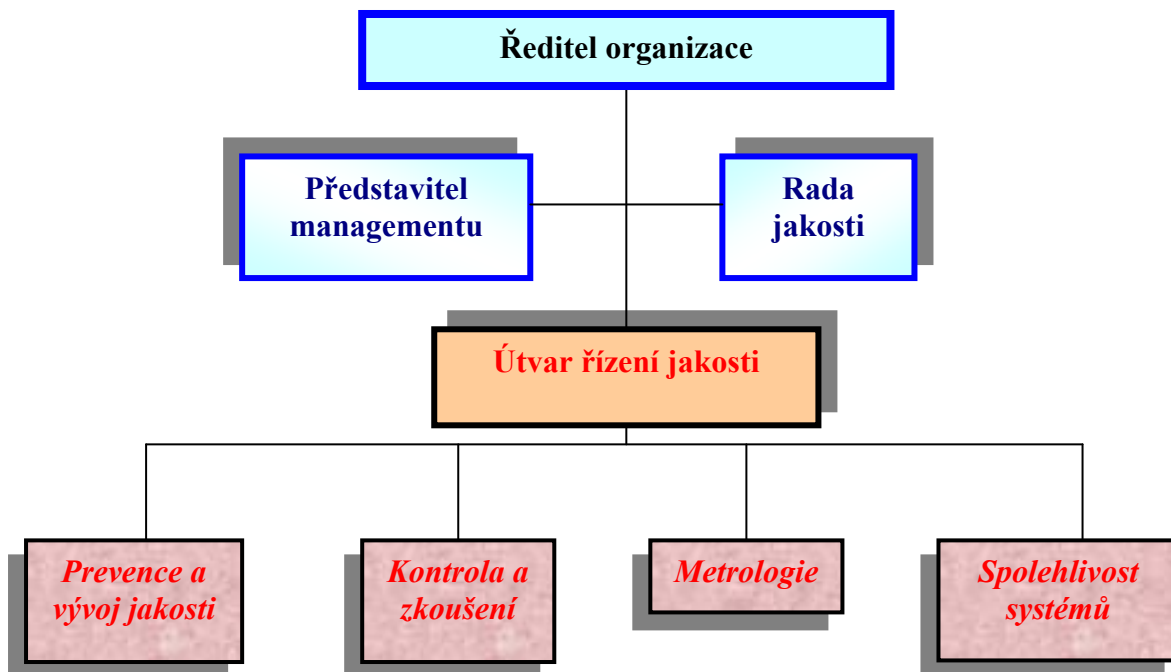 Ředitel organizace
Představitel
managementu
Rada
jakosti
Útvar řízení jakosti
Prevence a
vývoj jakosti
Kontrola a
zkoušení
Metrologie
Spolehlivost
systémů